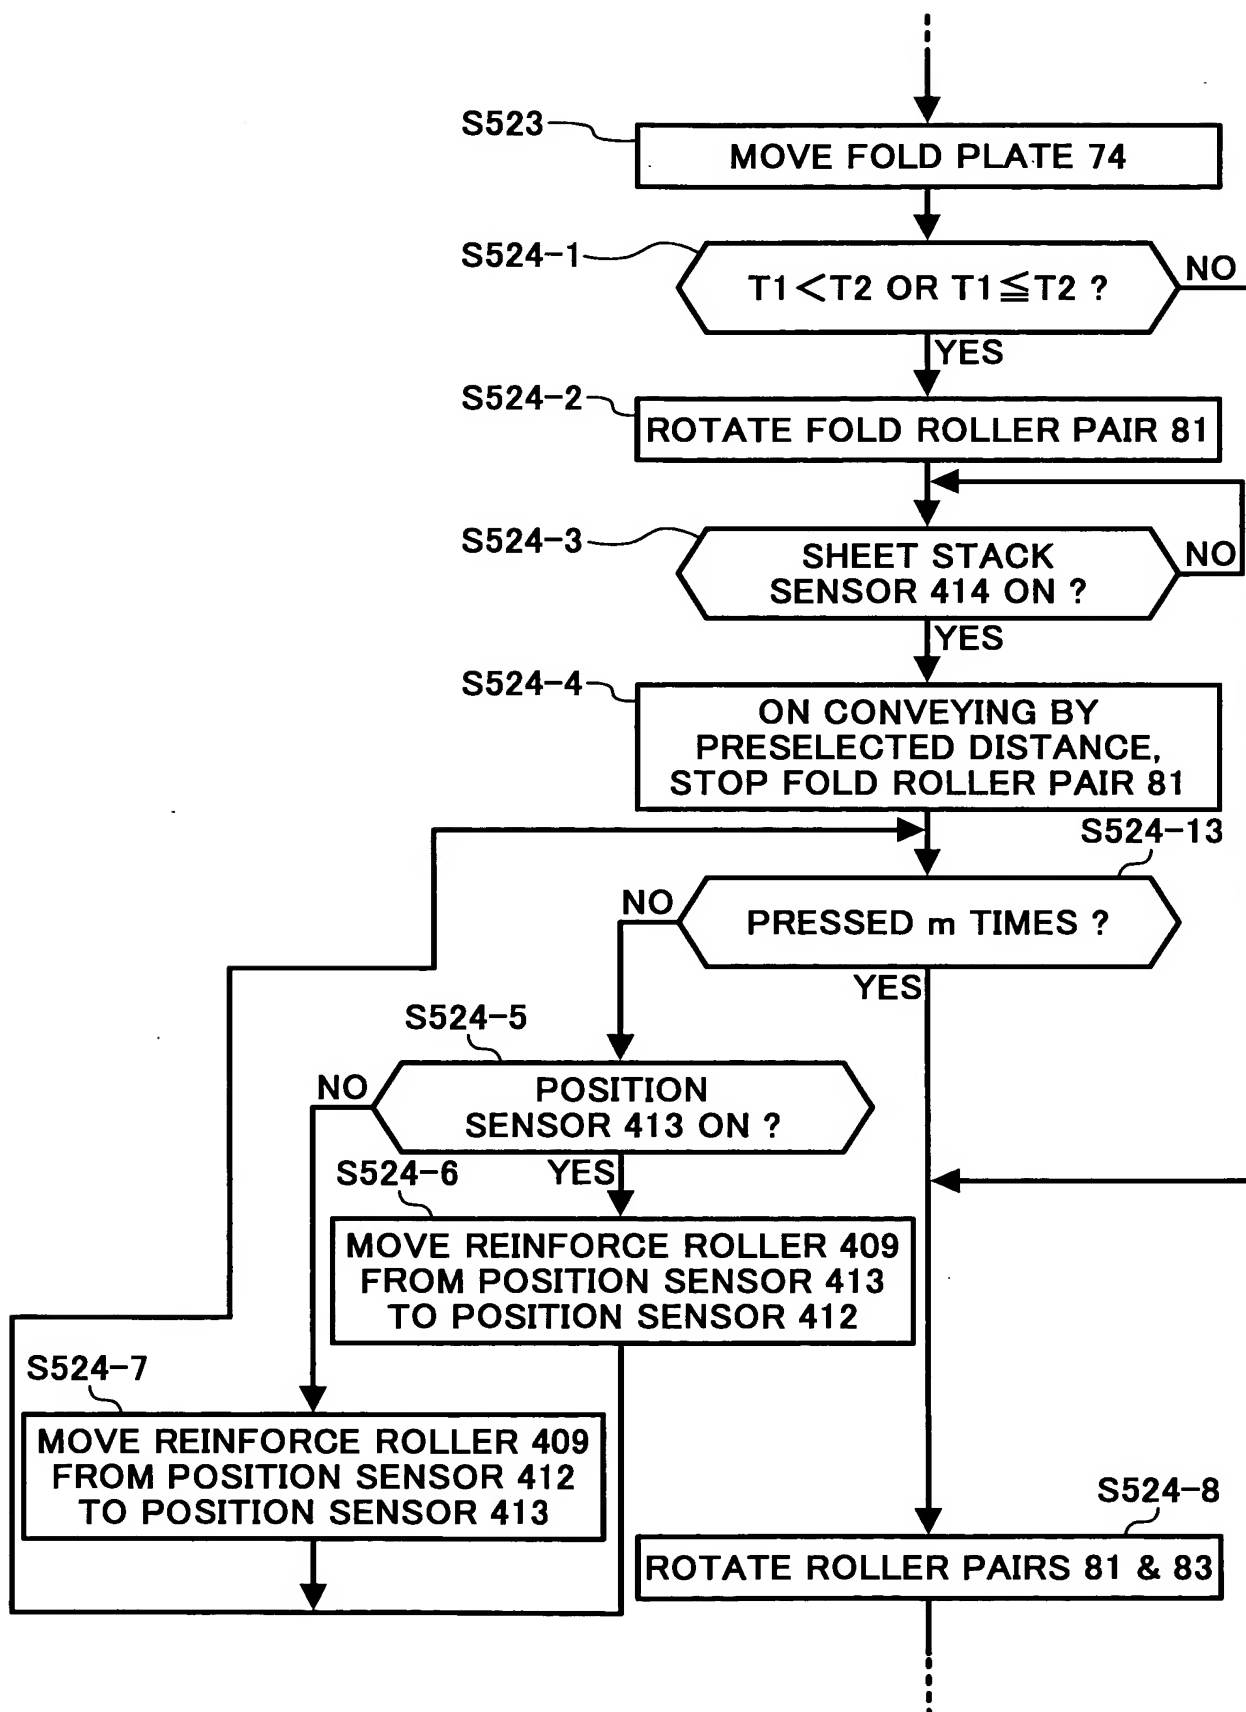 S523
MOVE FOLD PLATE 74
S524-1
T1<T2 OR T1≦T2 ?
NO
YES
S524-2
ROTATE FOLD ROLLER PAIR 81
S524-3
SHEET STACK
SENSOR 414 ON ?
NO
YES
S524-4
ON CONVEYING BY
PRESELECTED DISTANCE,
STOP FOLD ROLLER PAIR 81
S524-13
PRESSED m TIMES ?
NO
YES
S524-5
POSITION
SENSOR 413 ON ?
NO
YES
S524-6
MOVE REINFORCE ROLLER 409
FROM POSITION SENSOR 413
TO POSITION SENSOR 412
S524-7
MOVE REINFORCE ROLLER 409
FROM POSITION SENSOR 412
TO POSITION SENSOR 413
S524-8
ROTATE ROLLER PAIRS 81 & 83